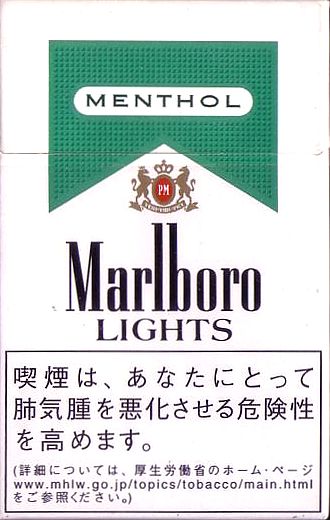 MENTHOL
PM
Marlboro
LIGHTS
喫煙は、あなたにとって
肺気腫を悪化させる危険性
を高めます。
(詳細については、厚生労働省のホーム・ページ
www.mhlw.go.jp/topics/tobacco/main.html
をご参照ください。)